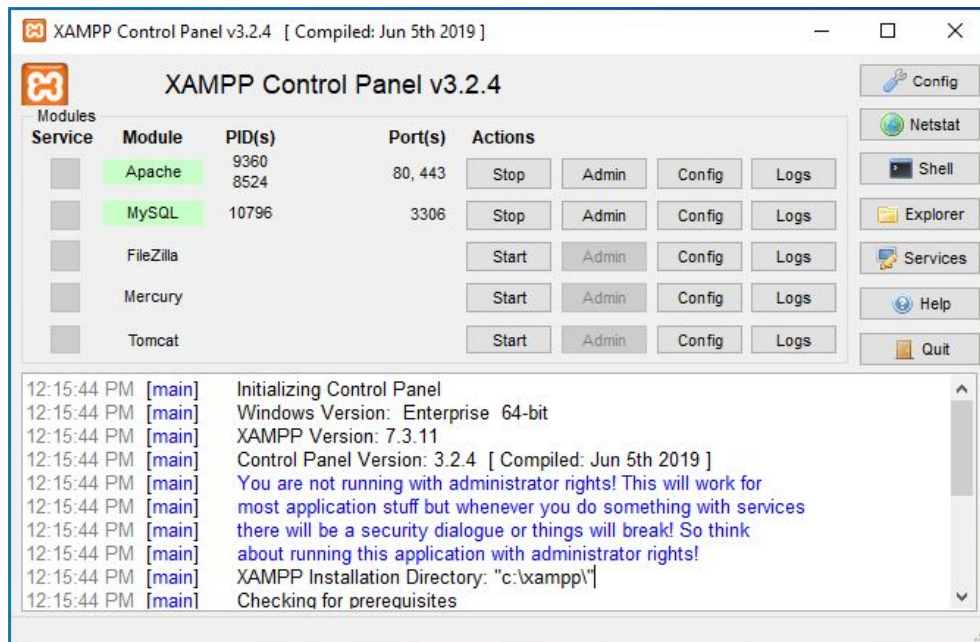 XAMPP Control Panel v3.2.4 [ Compiled: Jun 5th 2019 ]
XAMPP Control Panel v3.2.4
Config
Modules
Service Module PID(s) Port(s) Actions
Netstat
Apache 9360 8524 80, 443 Stop Admin Config Logs
Shell
MySQL 10796 3306 Stop Admin Config Logs
Explorer
FileZilla Start Admin Config Logs
Services
Mercury Start Admin Config Logs
Help
Tomcat Start Admin Config Logs
Quit
12:15:44 PM [main] Initializing Control Panel
12:15:44 PM [main] Windows Version: Enterprise 64-bit
12:15:44 PM [main] XAMPP Version: 7.3.11
12:15:44 PM [main] Control Panel Version: 3.2.4 [ Compiled: Jun 5th 2019 ]
12:15:44 PM [main] You are not running with administrator rights! This will work for
12:15:44 PM [main] most application stuff but whenever you do something with services
12:15:44 PM [main] there will be a security dialogue or things will break! So think
12:15:44 PM [main] about running this application with administrator rights!
12:15:44 PM [main] XAMPP Installation Directory: "c:\xampp\"
12:15:44 PM [main] Checking for prerequisites